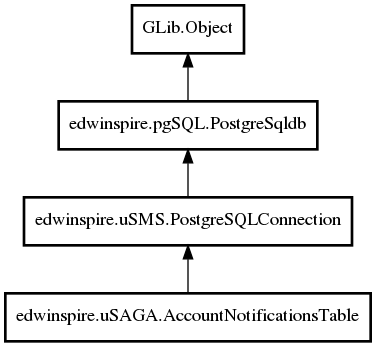 GLib.Object
edwinspire.pgSQL.PostgreSqldb
edwinspire.uSMS.PostgreSQLConnection
edwinspire.uSAGA.AccountNotificationsTable